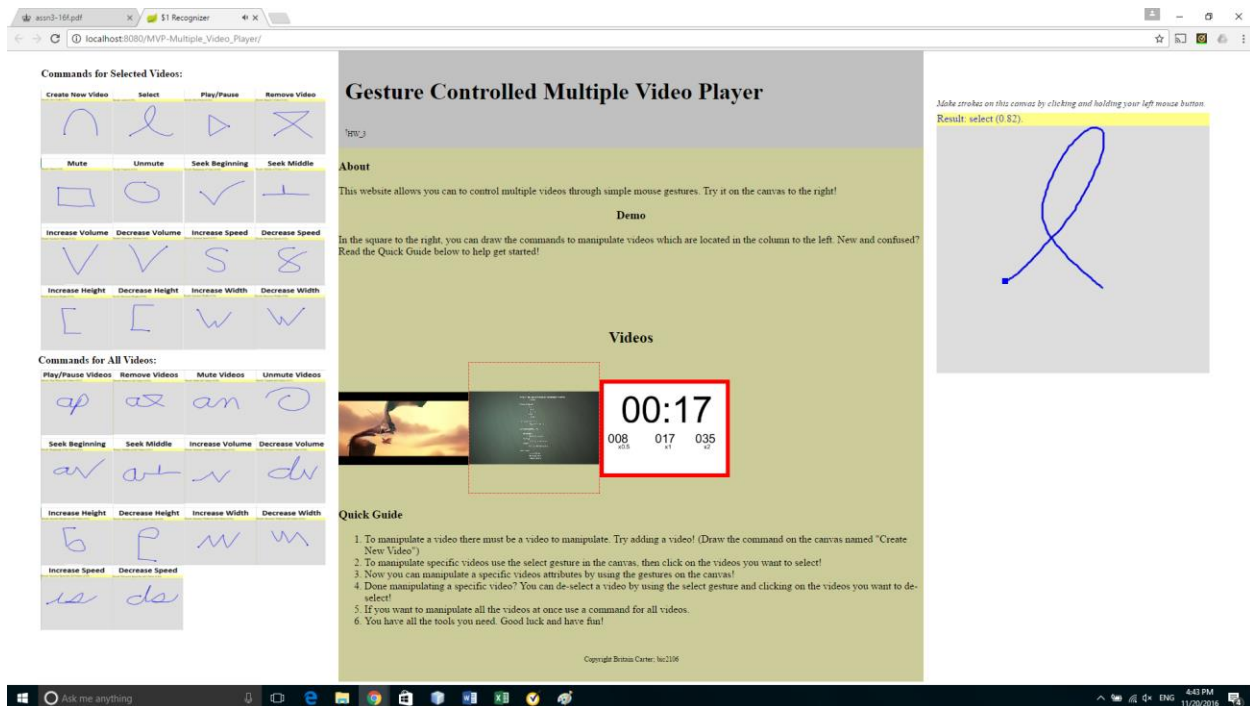 assn3-16f.pdf
$1 Recognizer
localhost:8080/MVP-Multiple_Video_Player/
Commands for Selected Videos:
Create New Video Select Play/Pause Remove Video
Mute Unmute Seek Beginning Seek Middle
Increase Volume Decrease Volume Increase Speed Decrease Speed
Increase Height Decrease Height Increase Width Decrease Width
Commands for All Videos:
Play/Pause Videos Remove Videos Mute Videos Unmute Videos
Seek Beginning Seek Middle Increase Volume Decrease Volume
Increase Height Decrease Height Increase Width Decrease Width
Increase Speed Decrease Speed
Gesture Controlled Multiple Video Player
HW_3
About
This website allows you can to control multiple videos through simple mouse gestures. Try it on the canvas to the right!
Demo
In the square to the right, you can draw the commands to manipulate videos which are located in the column to the left. New and confused?
Read the Quick Guide below to help get started!
Videos
00:17
008 017 035
x0.5 x1 x2
Quick Guide
1. To manipulate a video there must be a video to manipulate. Try adding a video! (Draw the command on the canvas named "Create
New Video")
2. To manipulate specific videos use the select gesture in the canvas, then click on the videos you want to select!
3. Now you can manipulate a specific videos attributes by using the gestures on the canvas!
4. Done manipulating a specific video? You can de-select a video by using the select gesture and clicking on the videos you want to de-
select!
5. If you want to manipulate all the videos at once use a command for all videos.
6. You have all the tools you need. Good luck and have fun!
Copyright Britain Carter; bic2106
Make strokes on this canvas by clicking and holding your left mouse button.
Result: select (0.82).
Ask me anything
ENG
4:43 PM
11/20/2016